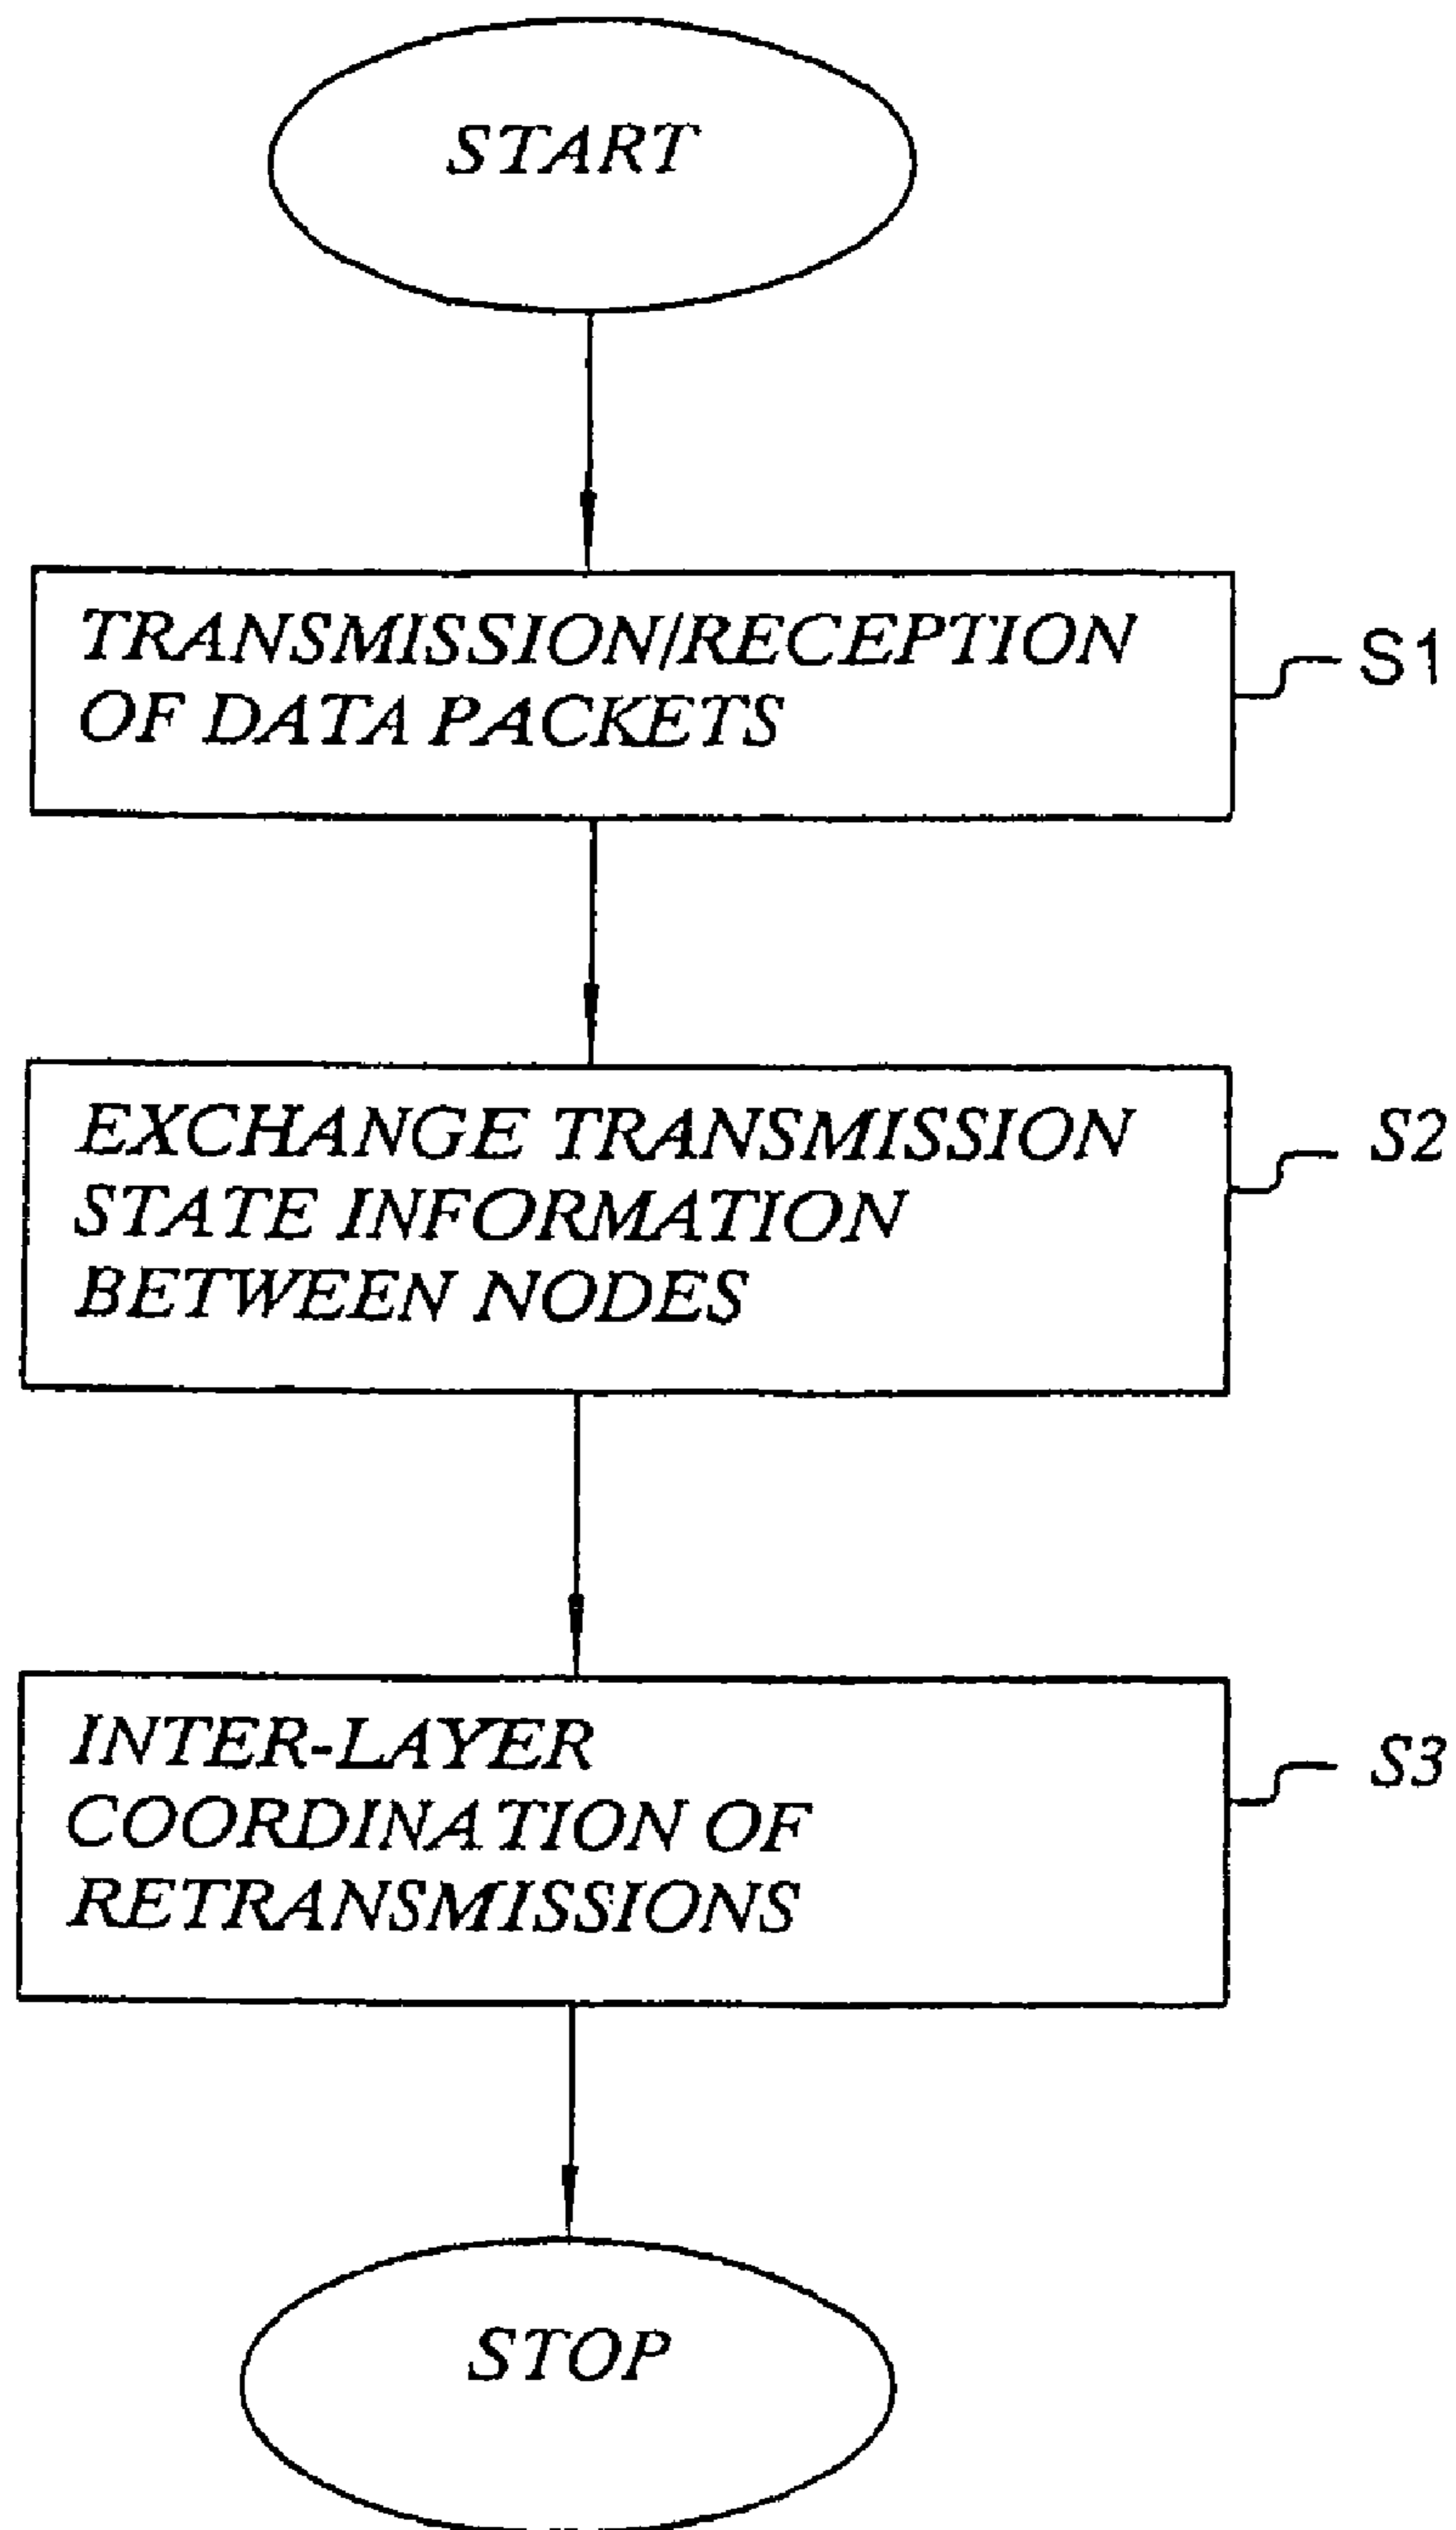 START
TRANSMISSION/RECEPTION
OF DATA PACKETS
S1
EXCHANGE TRANSMISSION
STATE INFORMATION
BETWEEN NODES
S2
INTER-LAYER
COORDINATION OF
RETRANSMISSIONS
S3
STOP